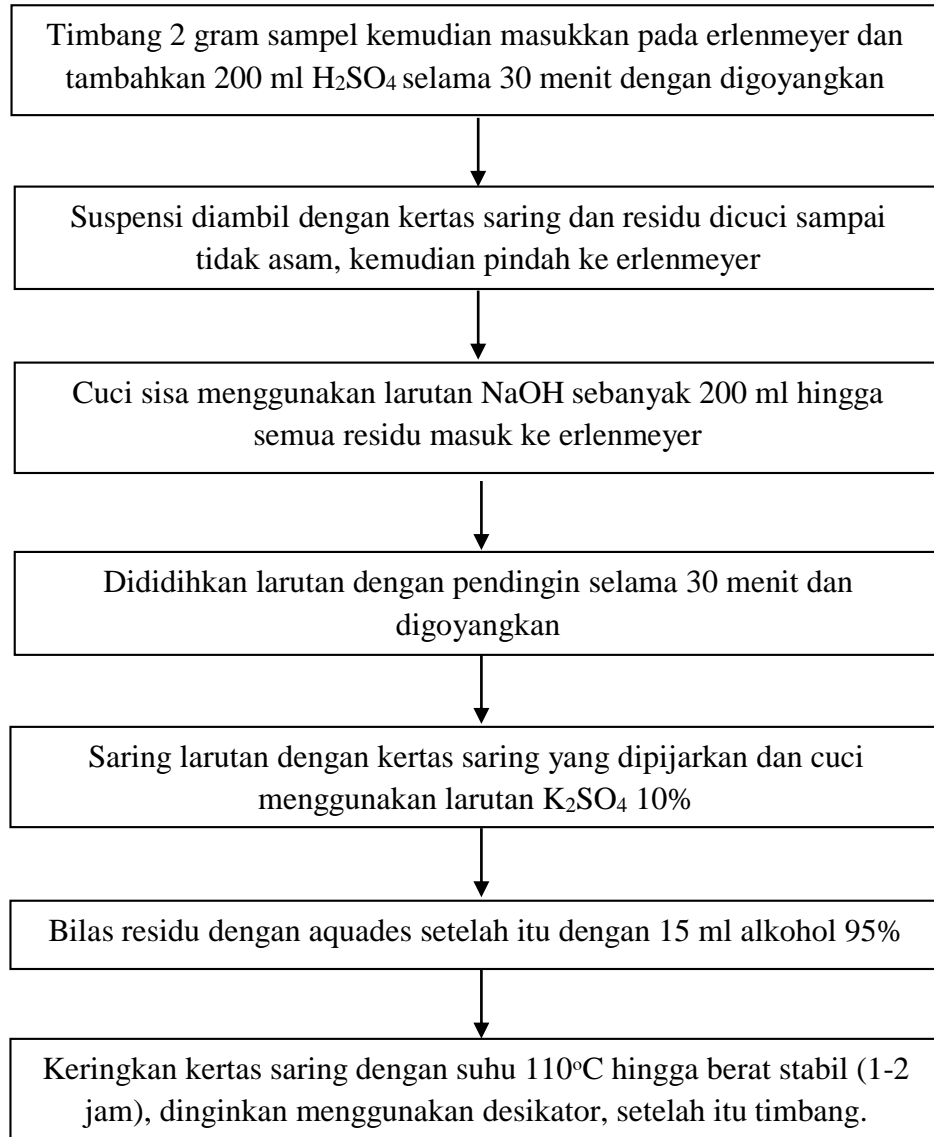 Timbang 2 gram sampel kemudian masukkan pada erlenmeyer dan
tambahkan 200 ml H₂SO₄ selama 30 menit dengan digoyangkan
Suspensi diambil dengan kertas saring dan residu dicuci sampai
tidak asam, kemudian pindah ke erlenmeyer
Cuci sisa menggunakan larutan NaOH sebanyak 200 ml hingga
semua residu masuk ke erlenmeyer
Dididihkan larutan dengan pendingin selama 30 menit dan
digoyangkan
Saring larutan dengan kertas saring yang dipijarkan dan cuci
menggunakan larutan K₂SO₄ 10%
Bilas residu dengan aquades setelah itu dengan 15 ml alkohol 95%
Keringkan kertas saring dengan suhu 110ᵒC hingga berat stabil (1-2
jam), dinginkan menggunakan desikator, setelah itu timbang.